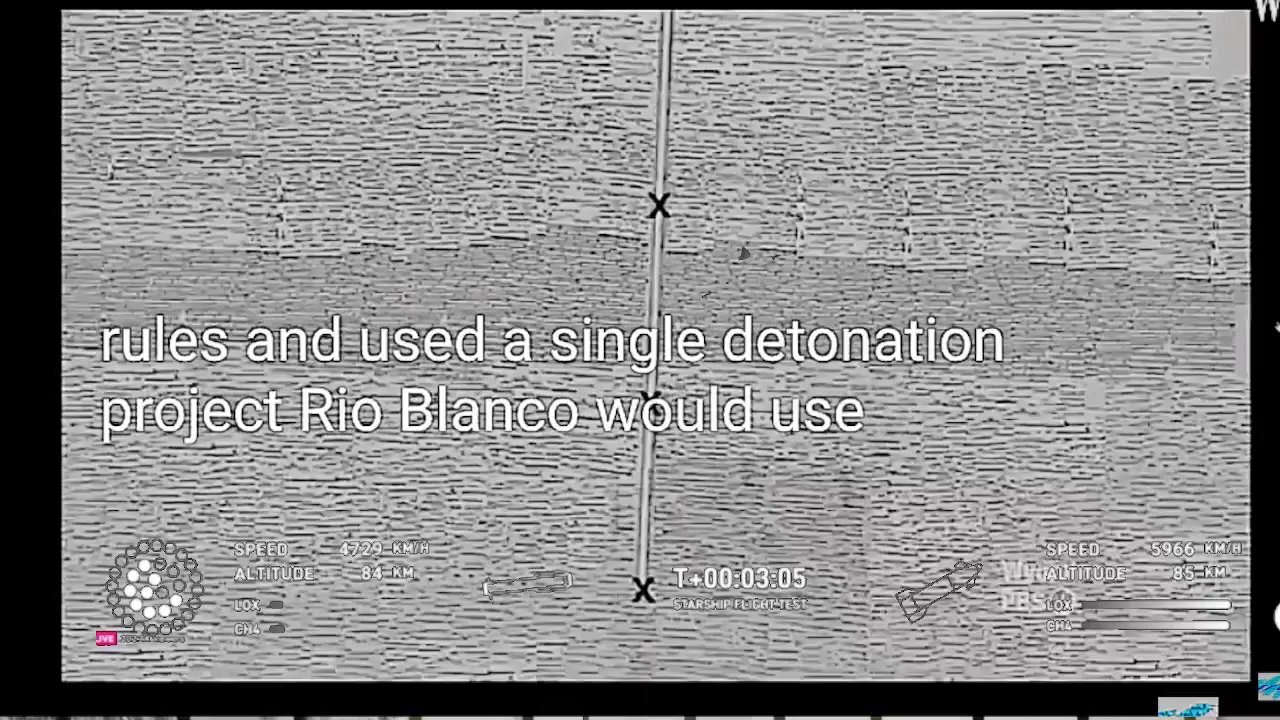 W
X
rules and used a single detonation
project Rio Blanco would use
SPEED 4729 KM/H
ALTITUDE 84 KM
LOX
CH4
X
T+00:03:05
STARSHIP FLIGHT TEST
SPEED 5966 KM/H
ALTITUDE 85 KM
LOX
CH4
PBS